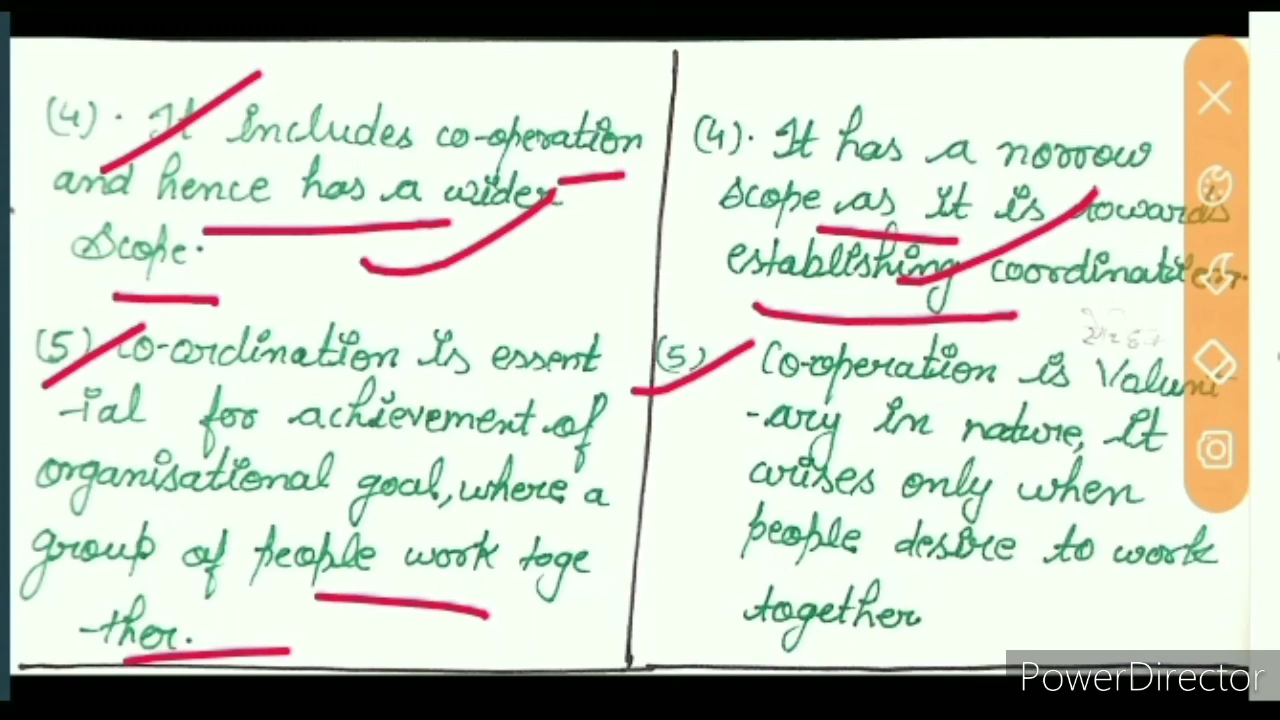 (4). It includes co-operation
and hence has a wider
scope.
(5) co-ordination is essent
-ial for achievement of
organisational goal, where a
group of people work toge
-ther.
(4). It has a norrow
scope as it is towards
establishing coordination.
(5) Co-operation is Valunt-
-ary in nature, it
arises only when
people desire to work
together
PowerDirector